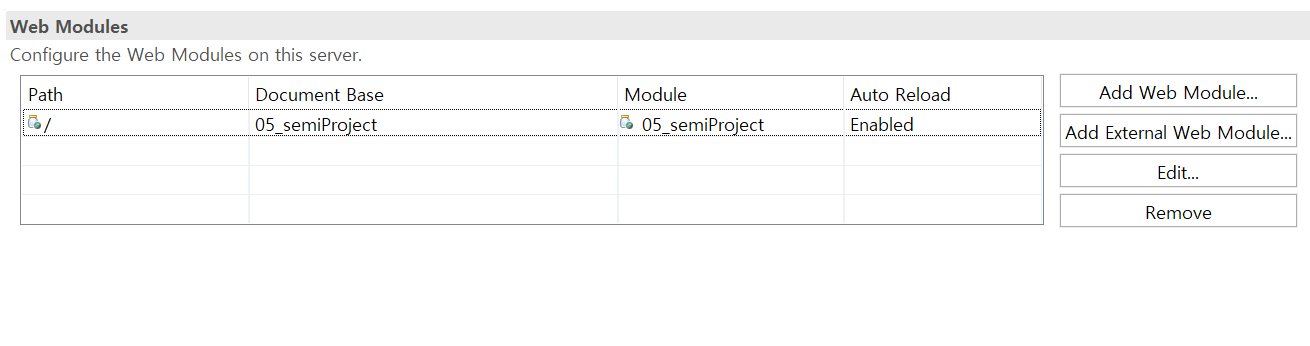 Web Modules
Configure the Web Modules on this server.
Path Document Base Module Auto Reload
/ 05_semiProject 05_semiProject Enabled
Add Web Module...
Add External Web Module...
Edit...
Remove